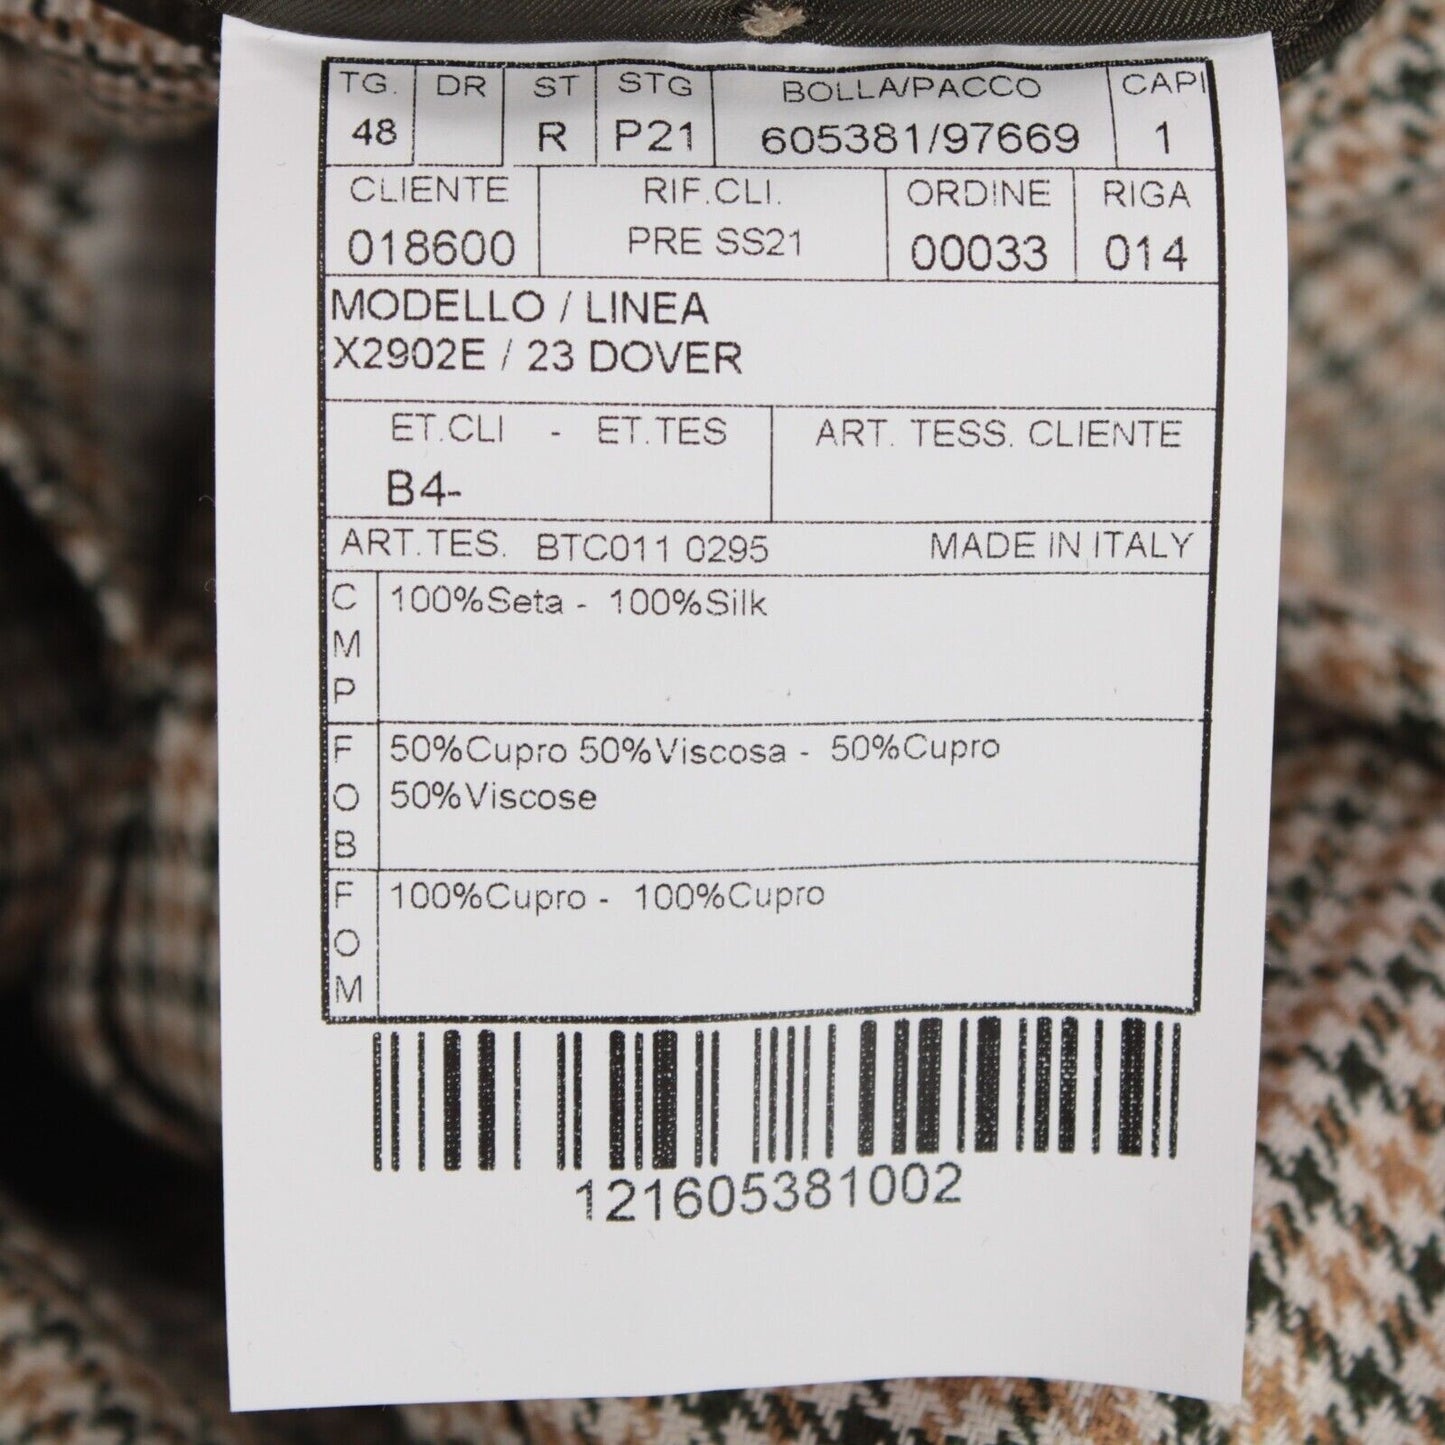 TG. DR ST STG BOLLA/PACCO CAPI
48 R P21 605381/97669 1
CLIENTE RIF.CLI. ORDINE RIGA
018600 PRE SS21 00033 014
MODELLO / LINEA
X2902E / 23 DOVER
ET.CLI - ET.TES ART. TESS. CLIENTE
B4-
ART.TES. BTC011 0295 MADE IN ITALY
CMP 100%Seta - 100%Silk
FOB 50%Cupro 50%Viscosa - 50%Cupro
50%Viscose
FOM 100%Cupro - 100%Cupro
121605381002